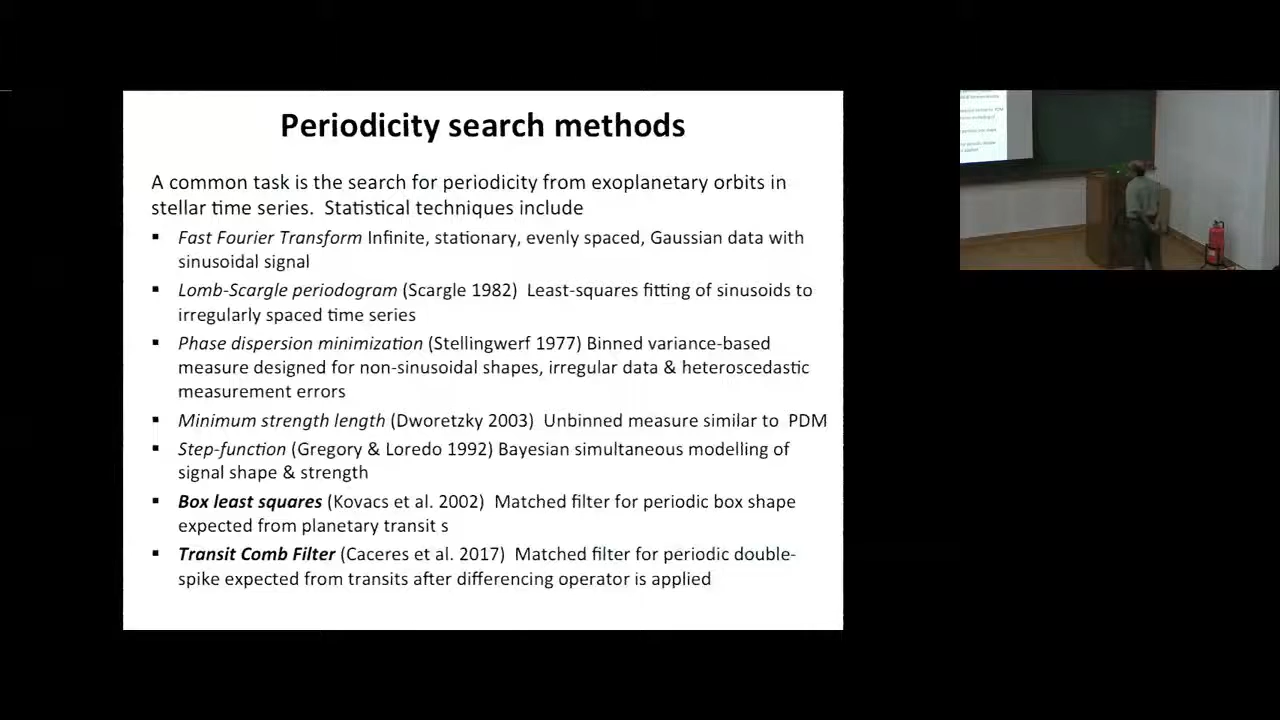 Periodicity search methods
A common task is the search for periodicity from exoplanetary orbits in
stellar time series.  Statistical techniques include
▪ Fast Fourier Transform Infinite, stationary, evenly spaced, Gaussian data with
sinusoidal signal
▪ Lomb-Scargle periodogram (Scargle 1982)  Least-squares fitting of sinusoids to
irregularly spaced time series
▪ Phase dispersion minimization (Stellingwerf 1977) Binned variance-based
measure designed for non-sinusoidal shapes, irregular data & heteroscedastic
measurement errors
▪ Minimum strength length (Dworetzky 2003)  Unbinned measure similar to  PDM
▪ Step-function (Gregory & Loredo 1992) Bayesian simultaneous modelling of
signal shape & strength
▪ Box least squares (Kovacs et al. 2002)  Matched filter for periodic box shape
expected from planetary transit s
▪ Transit Comb Filter (Caceres et al. 2017)  Matched filter for periodic double-
spike expected from transits after differencing operator is applied